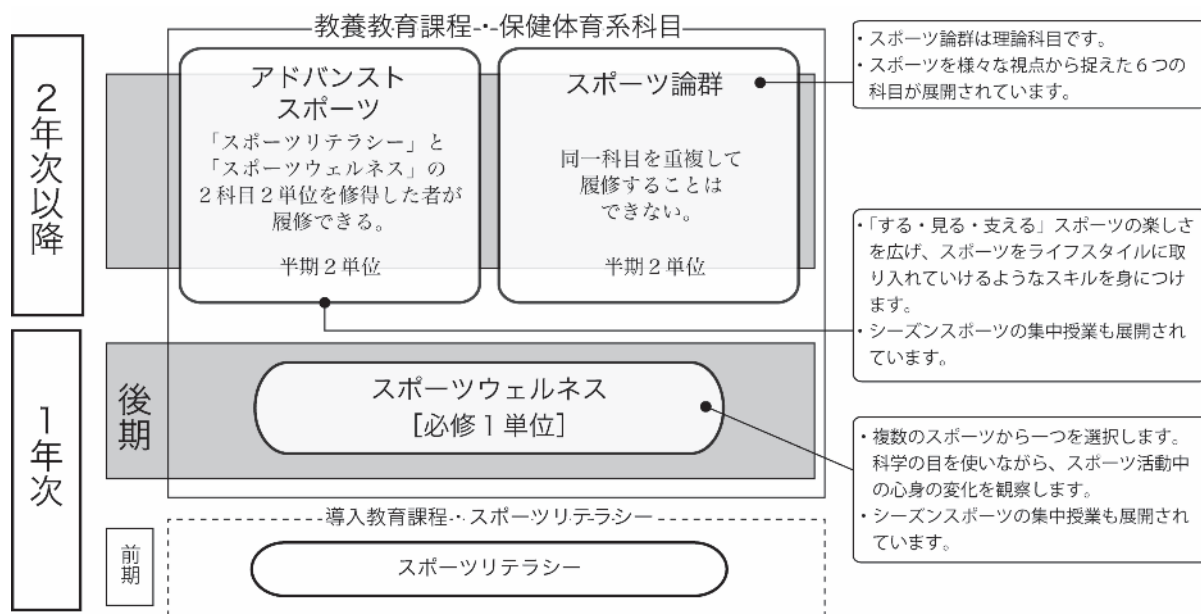 教養教育課程･･･保健体育系科目
2年次以降
アドバンスト
スポーツ
「スポーツリテラシー」と
「スポーツウェルネス」の
２科目２単位を修得した者が
履修できる。
半期２単位
スポーツ論群
同一科目を重複して
履修することは
できない。
半期２単位
・スポーツ論群は理論科目です。
・スポーツを様々な視点から捉えた６つの
科目が展開されています。
・「する・見る・支える」スポーツの楽しさ
を広げ、スポーツをライフスタイルに取
り入れていけるようなスキルを身につけ
ます。
・シーズンスポーツの集中授業も展開され
ています。
1年次
後期
スポーツウェルネス
［必修１単位］
・複数のスポーツから一つを選択します。
科学の目を使いながら、スポーツ活動中
の心身の変化を観察します。
・シーズンスポーツの集中授業も展開され
ています。
導入教育課程･･･スポーツリテラシー
前期
スポーツリテラシー